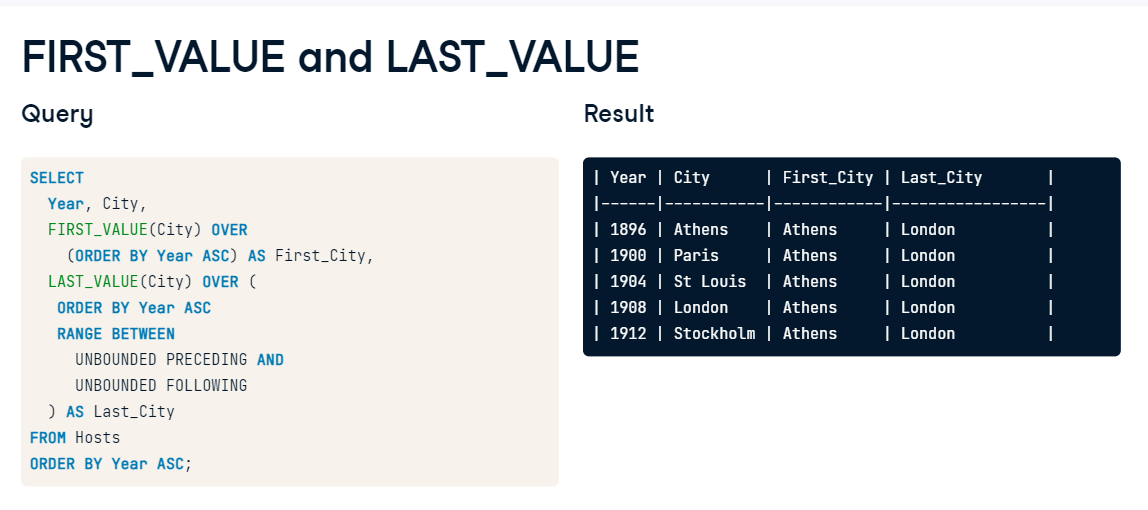 FIRST_VALUE and LAST_VALUE
Query
SELECT
Year, City,
FIRST_VALUE(City) OVER
(ORDER BY Year ASC) AS First_City,
LAST_VALUE(City) OVER (
ORDER BY Year ASC
RANGE BETWEEN
UNBOUNDED PRECEDING AND
UNBOUNDED FOLLOWING
) AS Last_City
FROM Hosts
ORDER BY Year ASC;
Result
| Year | City      | First_City | Last_City       |
|------|-----------|------------|-----------------|
| 1896 | Athens    | Athens     | London          |
| 1900 | Paris     | Athens     | London          |
| 1904 | St Louis  | Athens     | London          |
| 1908 | London    | Athens     | London          |
| 1912 | Stockholm | Athens     | London          |